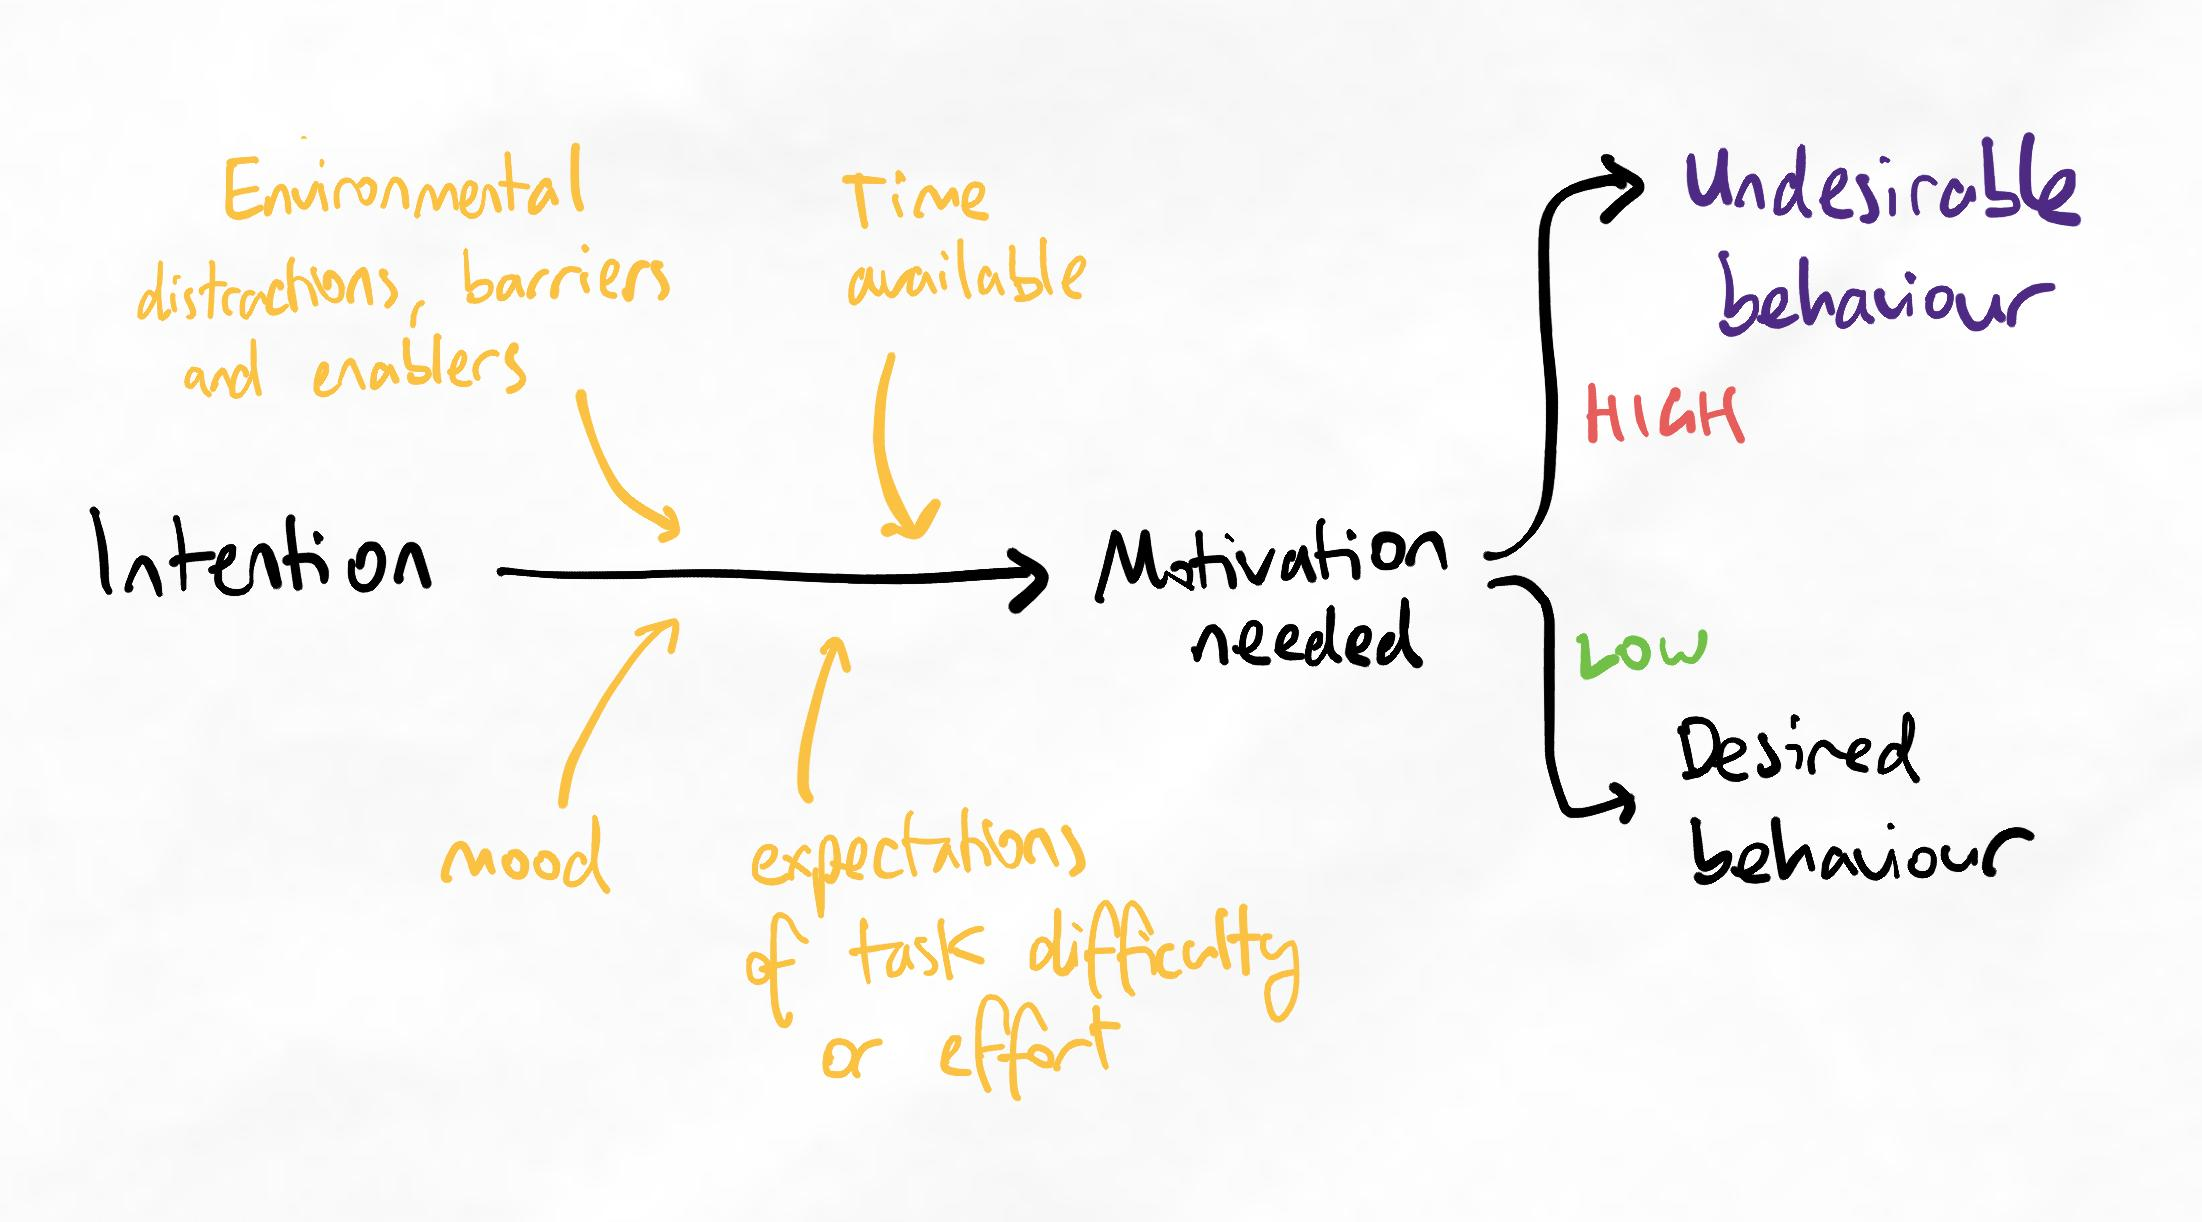 Environmental
distractions, barriers
and enablers
Time
available
Intention
Motivation
needed
mood
expectations
of task difficulty
or effort
Undesirable
behaviour
HIGH
LOW
Desired
behaviour